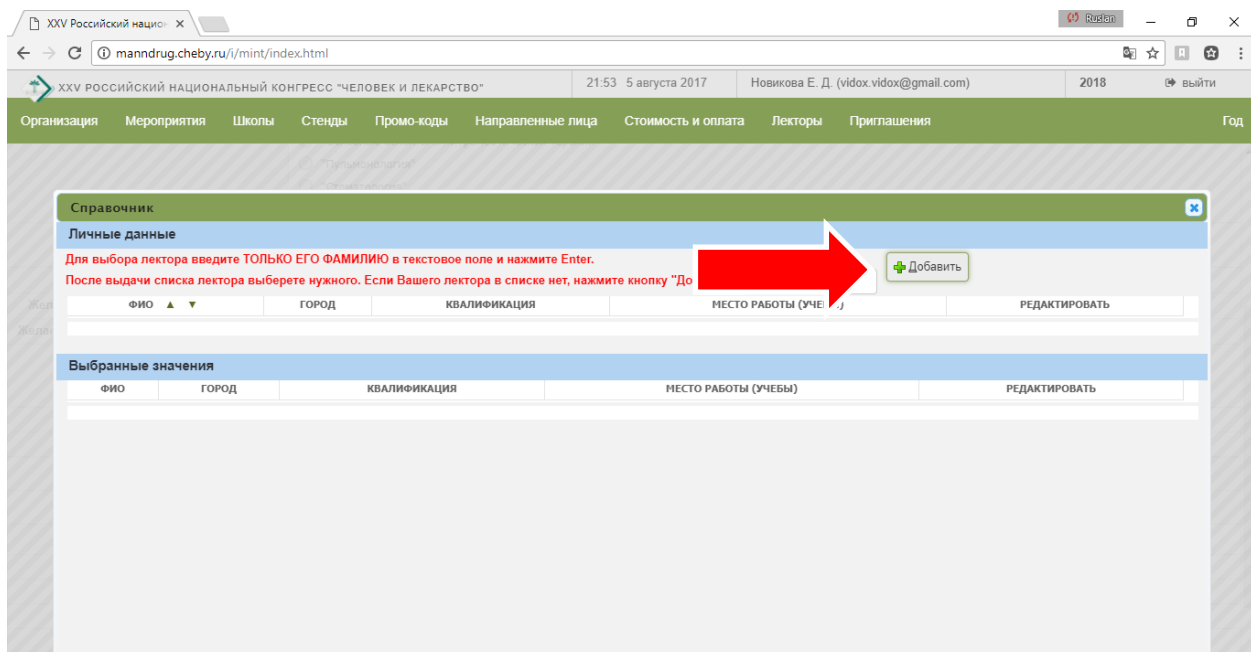 XXV Российский национ
Ruslan
manndrug.cheby.ru/i/mint/index.html
XXV РОССИЙСКИЙ НАЦИОНАЛЬНЫЙ КОНГРЕСС "ЧЕЛОВЕК И ЛЕКАРСТВО" 21:53 5 августа 2017 Новикова Е. Д. (vidox.vidox@gmail.com) 2018 выйти
Организация Мероприятия Школы Стенды Промо-коды Направленные лица Стоимость и оплата Лекторы Приглашения Год
"Пульмонология"
Справочник
Личные данные
Для выбора лектора введите ТОЛЬКО ЕГО ФАМИЛИЮ в текстовое поле и нажмите Enter.
Добавить
После выдачи списка лектора выберете нужного. Если Вашего лектора в списке нет, нажмите кнопку "До
ФИО ▲ ▼ ГОРОД КВАЛИФИКАЦИЯ МЕСТО РАБОТЫ (УЧЕ РЕДАКТИРОВАТЬ
Выбранные значения
ФИО ГОРОД КВАЛИФИКАЦИЯ МЕСТО РАБОТЫ (УЧЕБЫ) РЕДАКТИРОВАТЬ